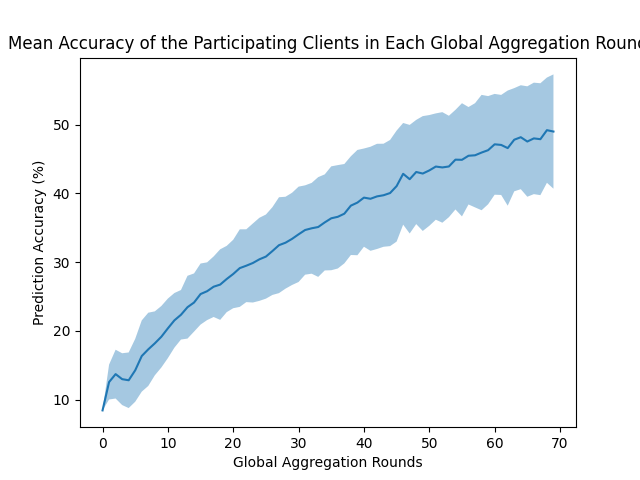 Mean Accuracy of the Participating Clients in Each Global Aggregation Roun
Prediction Accuracy (%)
50
40
30
20
10
0 10 20 30 40 50 60 70
Global Aggregation Rounds